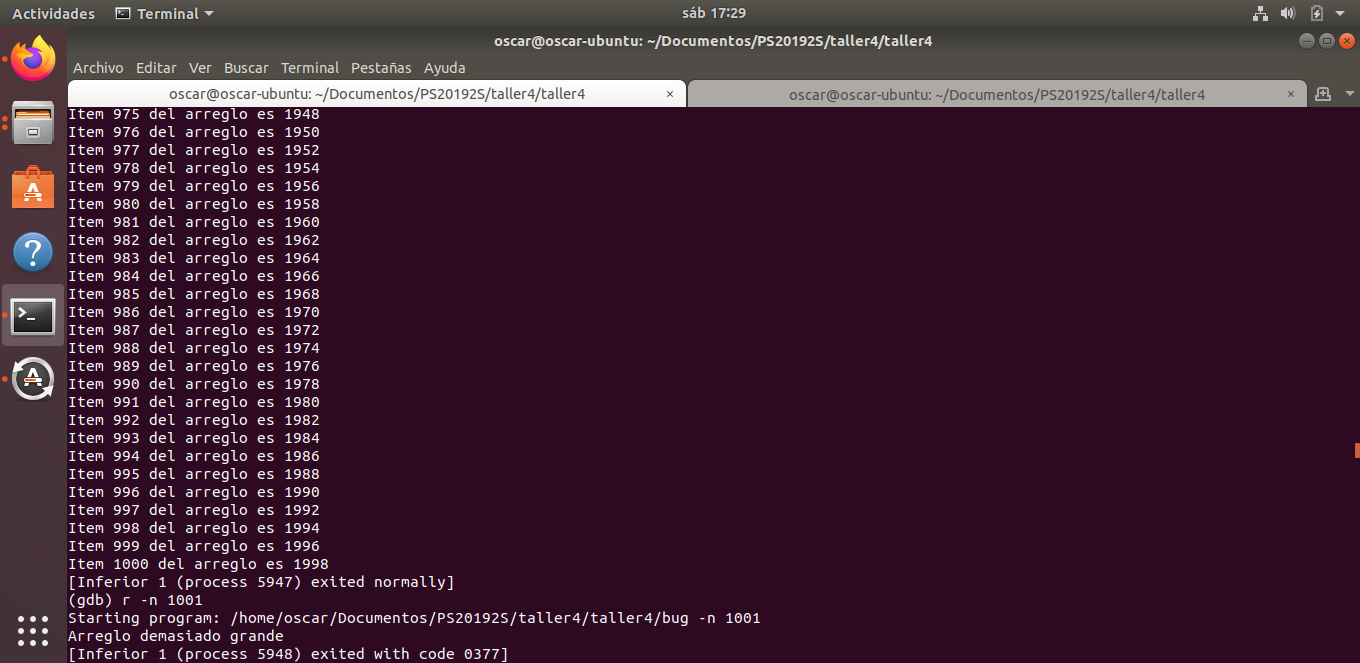 Actividades Terminal sáb 17:29
oscar@oscar-ubuntu: ~/Documentos/PS20192S/taller4/taller4
Archivo Editar Ver Buscar Terminal Pestañas Ayuda
oscar@oscar-ubuntu: ~/Documentos/PS20192S/taller4/taller4 × oscar@oscar-ubuntu: ~/Documentos/PS20192S/taller4/taller4 ×
Item 975 del arreglo es 1948
Item 976 del arreglo es 1950
Item 977 del arreglo es 1952
Item 978 del arreglo es 1954
Item 979 del arreglo es 1956
Item 980 del arreglo es 1958
Item 981 del arreglo es 1960
Item 982 del arreglo es 1962
Item 983 del arreglo es 1964
Item 984 del arreglo es 1966
Item 985 del arreglo es 1968
Item 986 del arreglo es 1970
Item 987 del arreglo es 1972
Item 988 del arreglo es 1974
Item 989 del arreglo es 1976
Item 990 del arreglo es 1978
Item 991 del arreglo es 1980
Item 992 del arreglo es 1982
Item 993 del arreglo es 1984
Item 994 del arreglo es 1986
Item 995 del arreglo es 1988
Item 996 del arreglo es 1990
Item 997 del arreglo es 1992
Item 998 del arreglo es 1994
Item 999 del arreglo es 1996
Item 1000 del arreglo es 1998
[Inferior 1 (process 5947) exited normally]
(gdb) r -n 1001
Starting program: /home/oscar/Documentos/PS20192S/taller4/taller4/bug -n 1001
Arreglo demasiado grande
[Inferior 1 (process 5948) exited with code 0377]